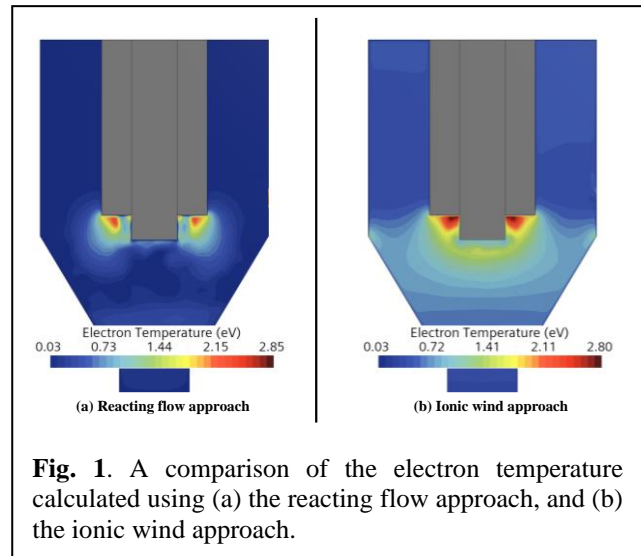 Electron Temperature (eV)
0.03 0.73 1.44 2.15 2.85
(a) Reacting flow approach
Electron Temperature (eV)
0.03 0.72 1.41 2.11 2.80
(b) Ionic wind approach
Fig. 1. A comparison of the electron temperature
calculated using (a) the reacting flow approach, and (b)
the ionic wind approach.